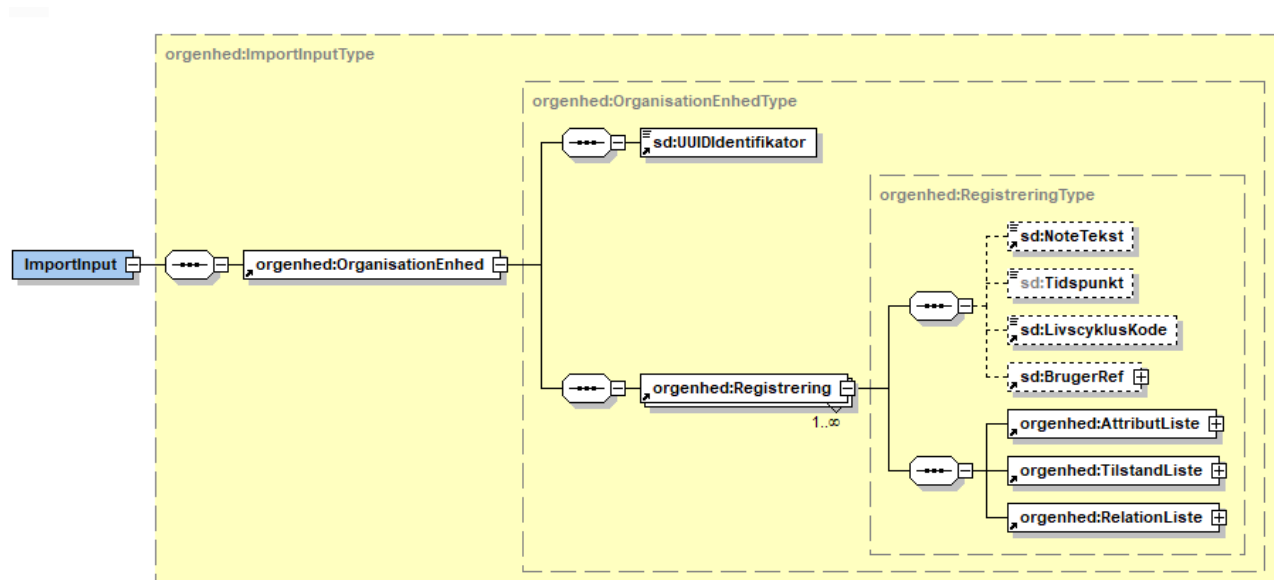 orgenhed:ImportInputType
orgenhed:OrganisationEnhedType
sd:UUIDIdentifikator
orgenhed:RegistreringType
sd:NoteTekst
ImportInput
orgenhed:OrganisationEnhed
sd:Tidspunkt
sd:LivscyklusKode
sd:BrugerRef
orgenhed:Registrering
1..∞
orgenhed:AttributListe
orgenhed:TilstandListe
orgenhed:RelationListe